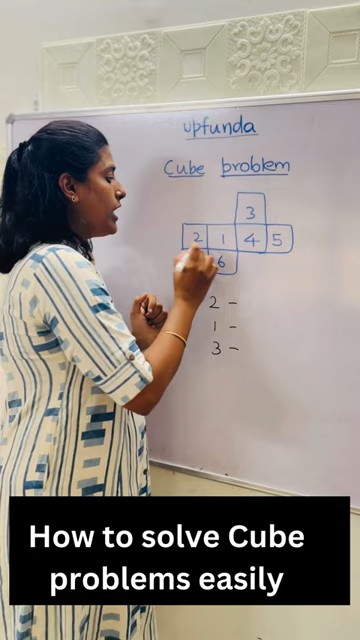 upfunda
Cube problem
3
2 1 4 5
6
2 -
1 -
3 -
How to solve Cube
problems easily